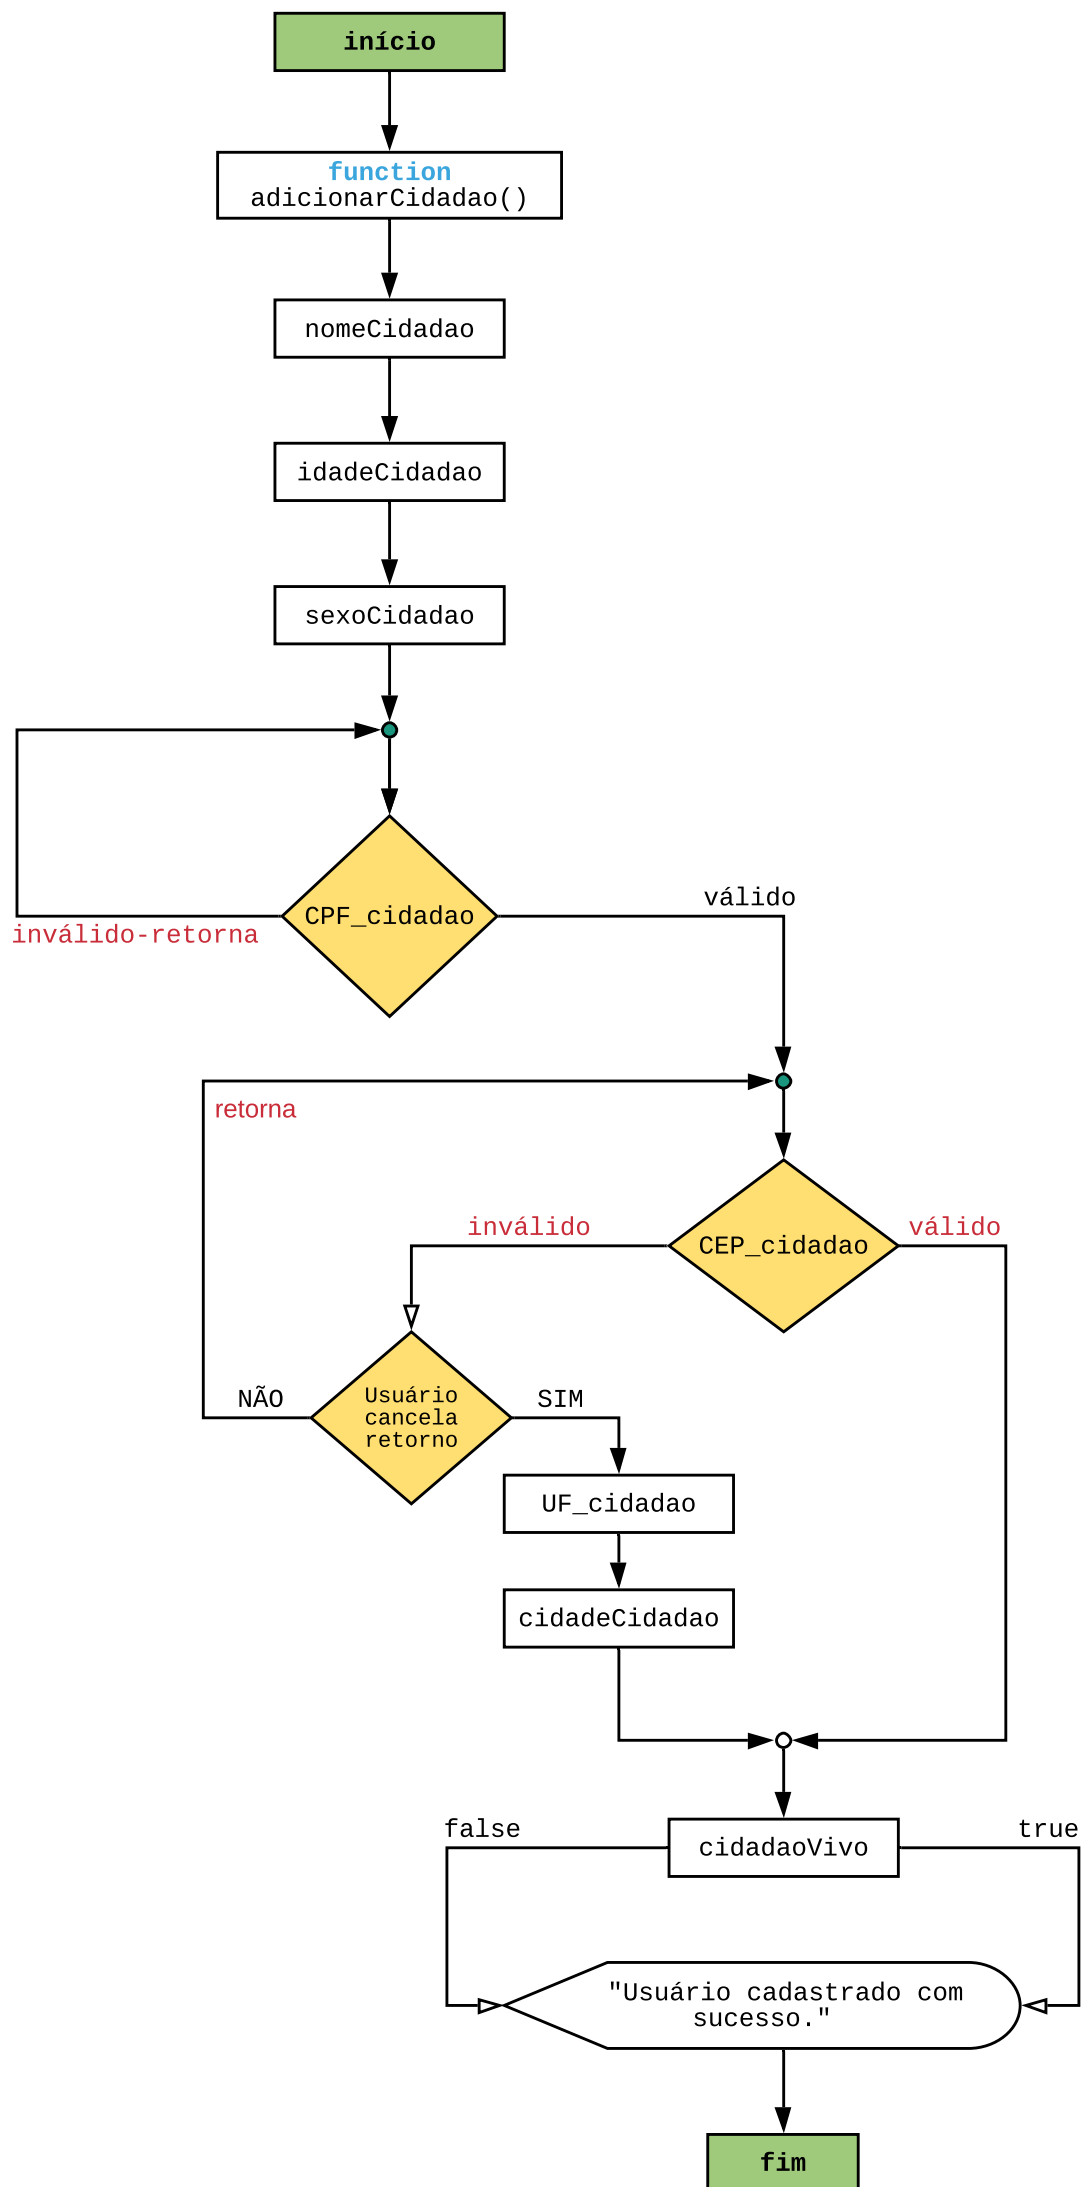 início
function
adicionarCidadao()
nomeCidadao
idadeCidadao
sexoCidadao
válido
CPF_cidadao
inválido-retorna
retorna
inválido
válido
CEP_cidadao
NÃO
Usuário
cancela
retorno
SIM
UF_cidadao
cidadeCidadao
false
true
cidadaoVivo
"Usuário cadastrado com
sucesso."
fim